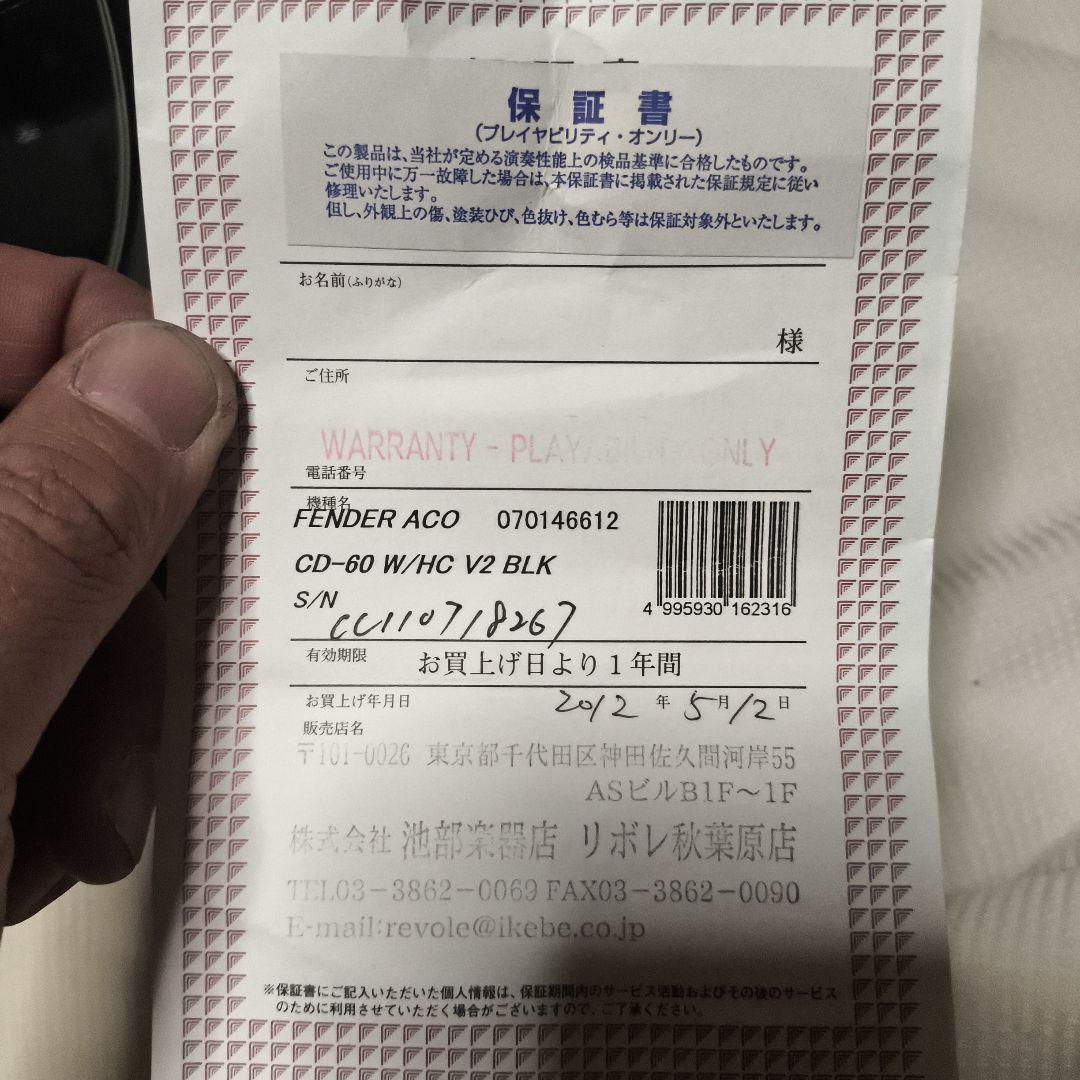 保証書
(プレイヤビリティ・オンリー)
この製品は、当社が定める演奏性能上の検品基準に合格したものです。
ご使用中に万一故障した場合は、本保証書に掲載された保証規定に従い
修理いたします。
但し、外観上の傷、塗装ひび、色抜け、色むら等は保証対象外といたします。
お名前(ふりがな)
様
ご住所
WARRANTY - PLAY ONLY
電話番号
機種名
FENDER ACO 070146612
CD-60 W/HC V2 BLK
S/N
CC110718267
4 995930 162316
有効期限 お買上げ日より1年間
お買上げ年月日 2012年5月12日
販売店名
〒101-0026 東京都千代田区神田佐久間河岸55
ASビルB1F〜1F
株式会社 池部楽器店 リボレ秋葉原店
TEL03-3862-0069 FAX03-3862-0090
E-mail:revole@ikebe.co.jp
※保証書にご記入いただいた個人情報は、保証期間内のサービス活動およびその後のサービス
のために利用させていただく場合がございますので、ご了承ください。